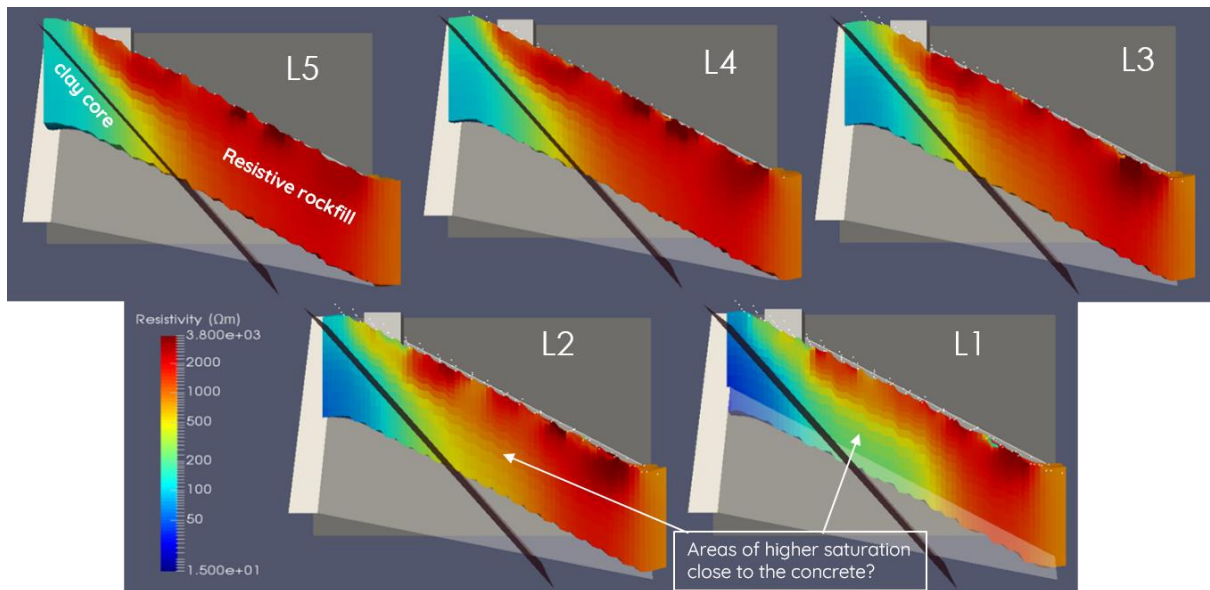 L5
L4
L3
clay core
Resistive rockfill
L2
L1
Resistivity (Ωm)
3.800e+03
2000
1000
500
200
100
50
1.500e+01
Areas of higher saturation
close to the concrete?